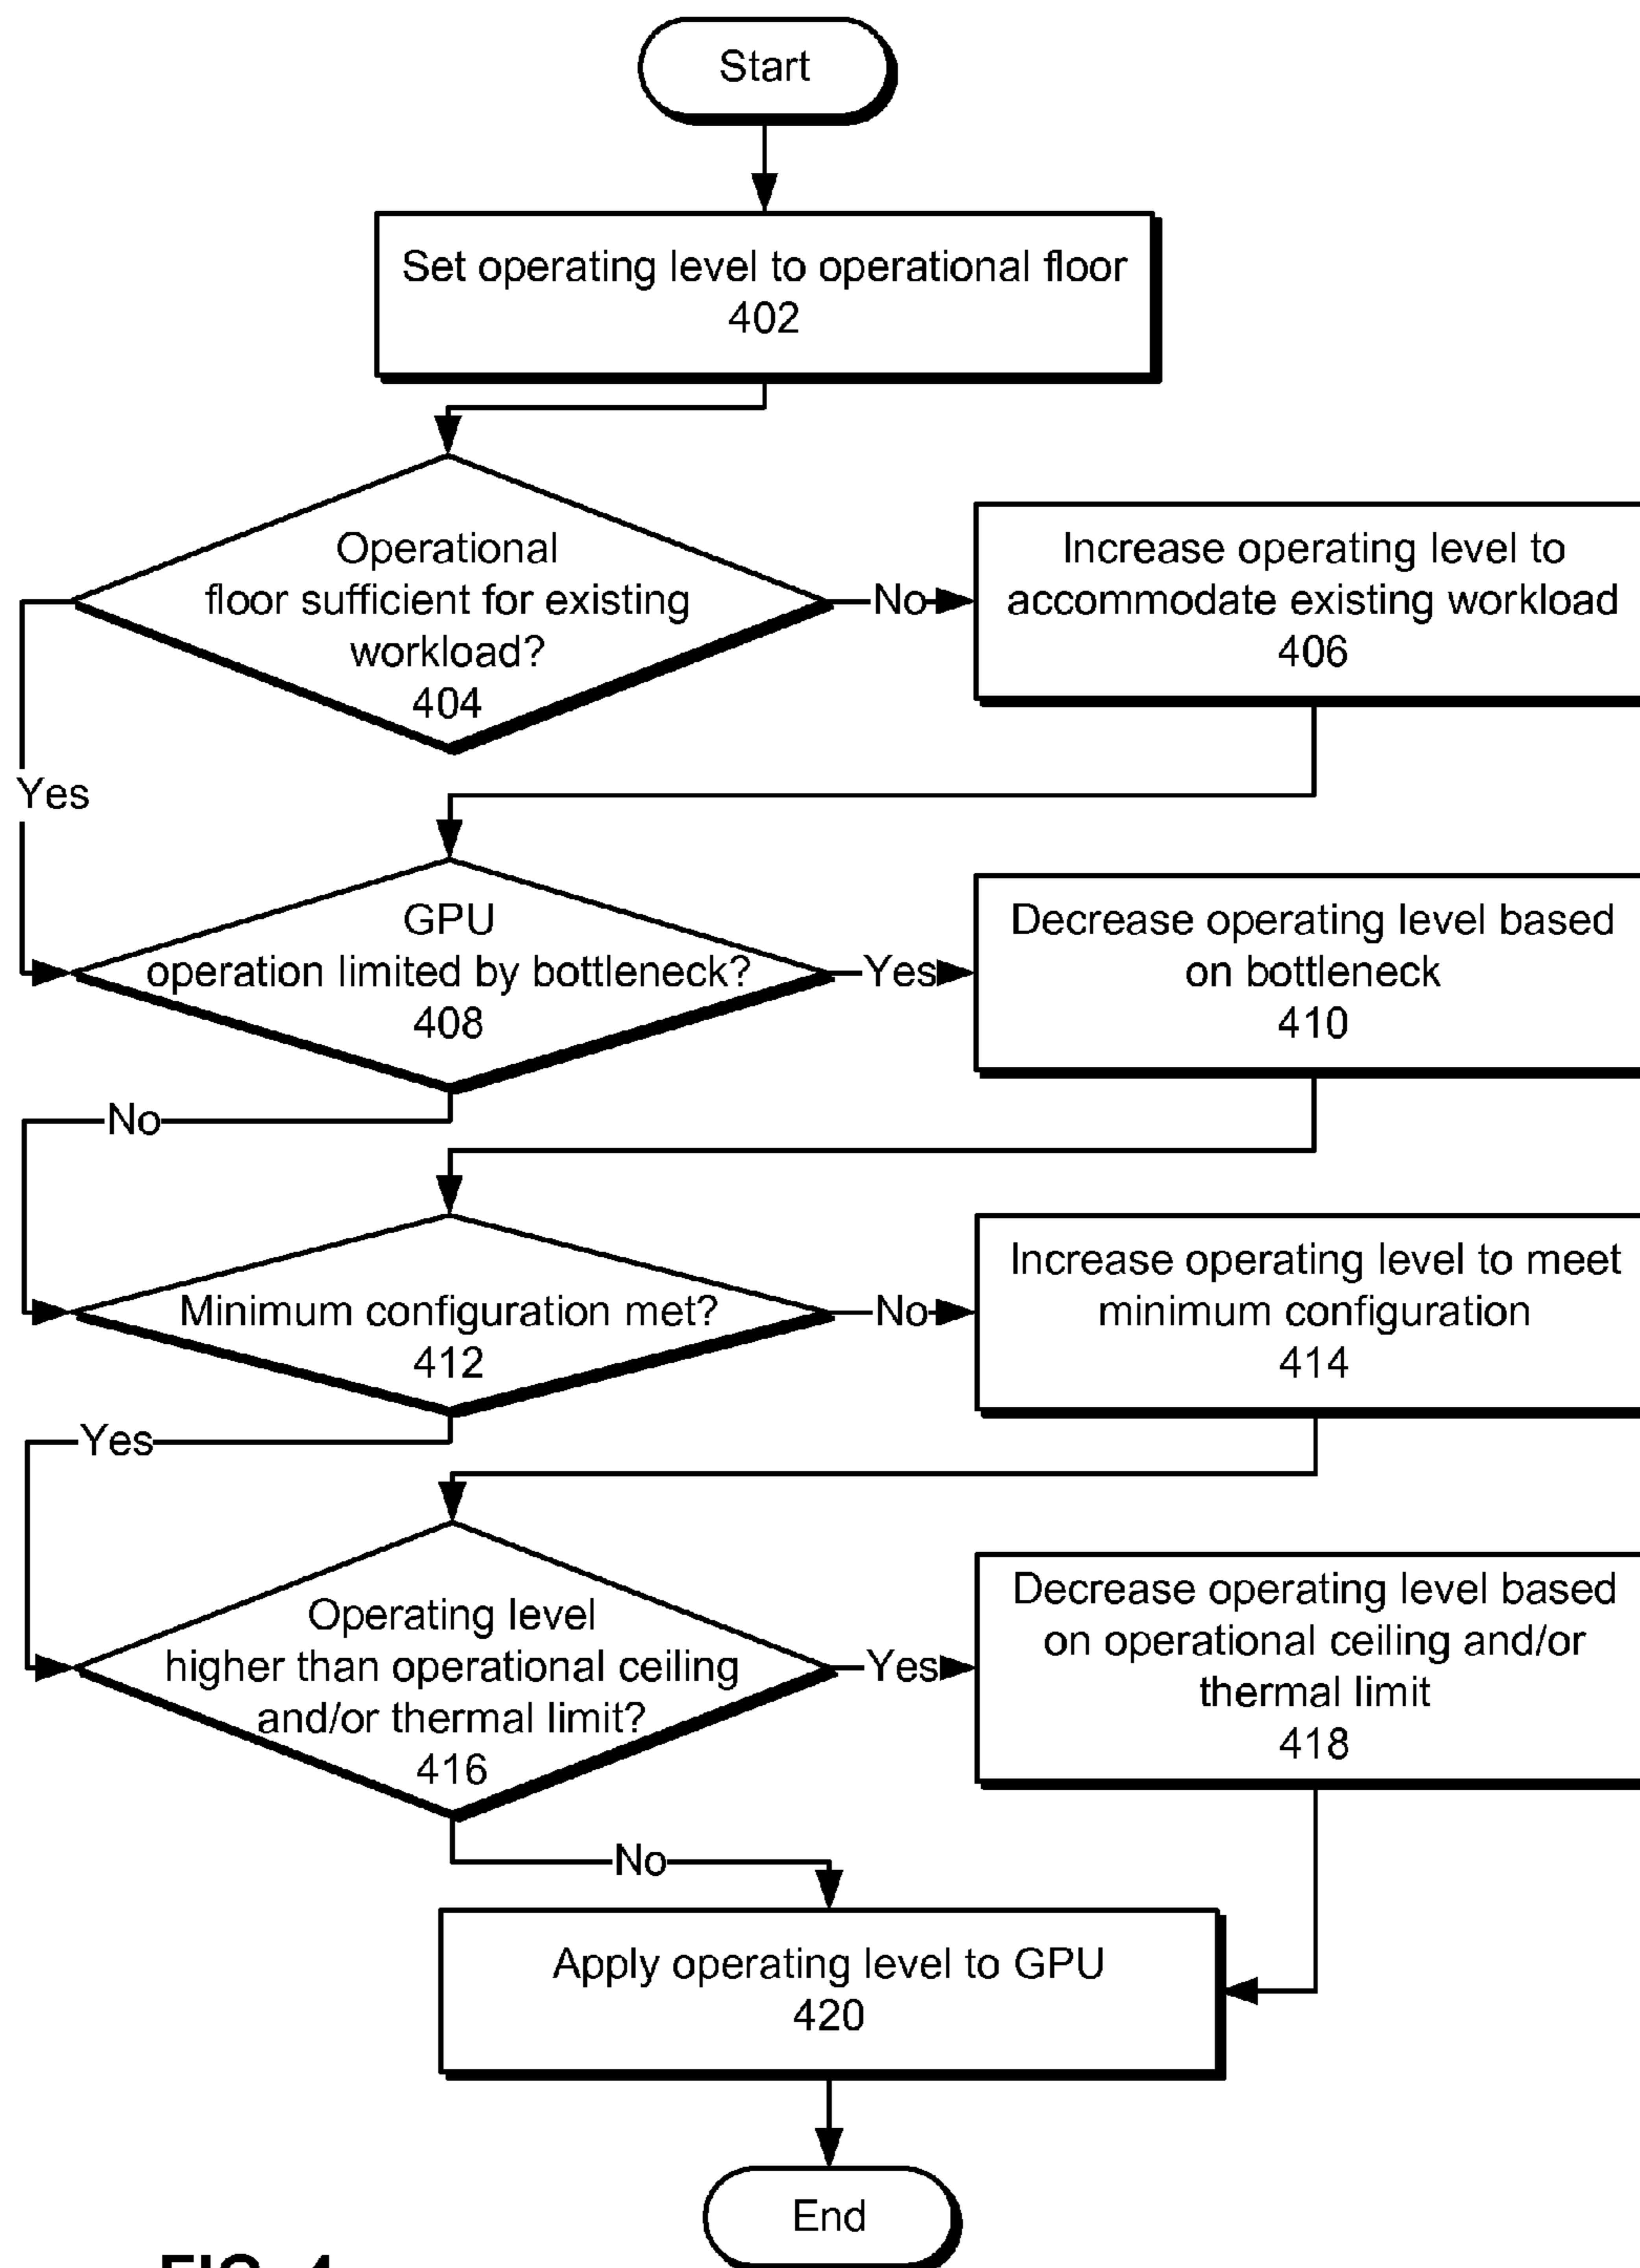 Start
Set operating level to operational floor
402
Operational
floor sufficient for existing
workload?
404
No
Increase operating level to
accommodate existing workload
406
Yes
GPU
operation limited by bottleneck?
408
Yes
Decrease operating level based
on bottleneck
410
No
Minimum configuration met?
412
No
Increase operating level to meet
minimum configuration
414
Yes
Operating level
higher than operational ceiling
and/or thermal limit?
416
Yes
Decrease operating level based
on operational ceiling and/or
thermal limit
418
No
Apply operating level to GPU
420
End
FIG. 4